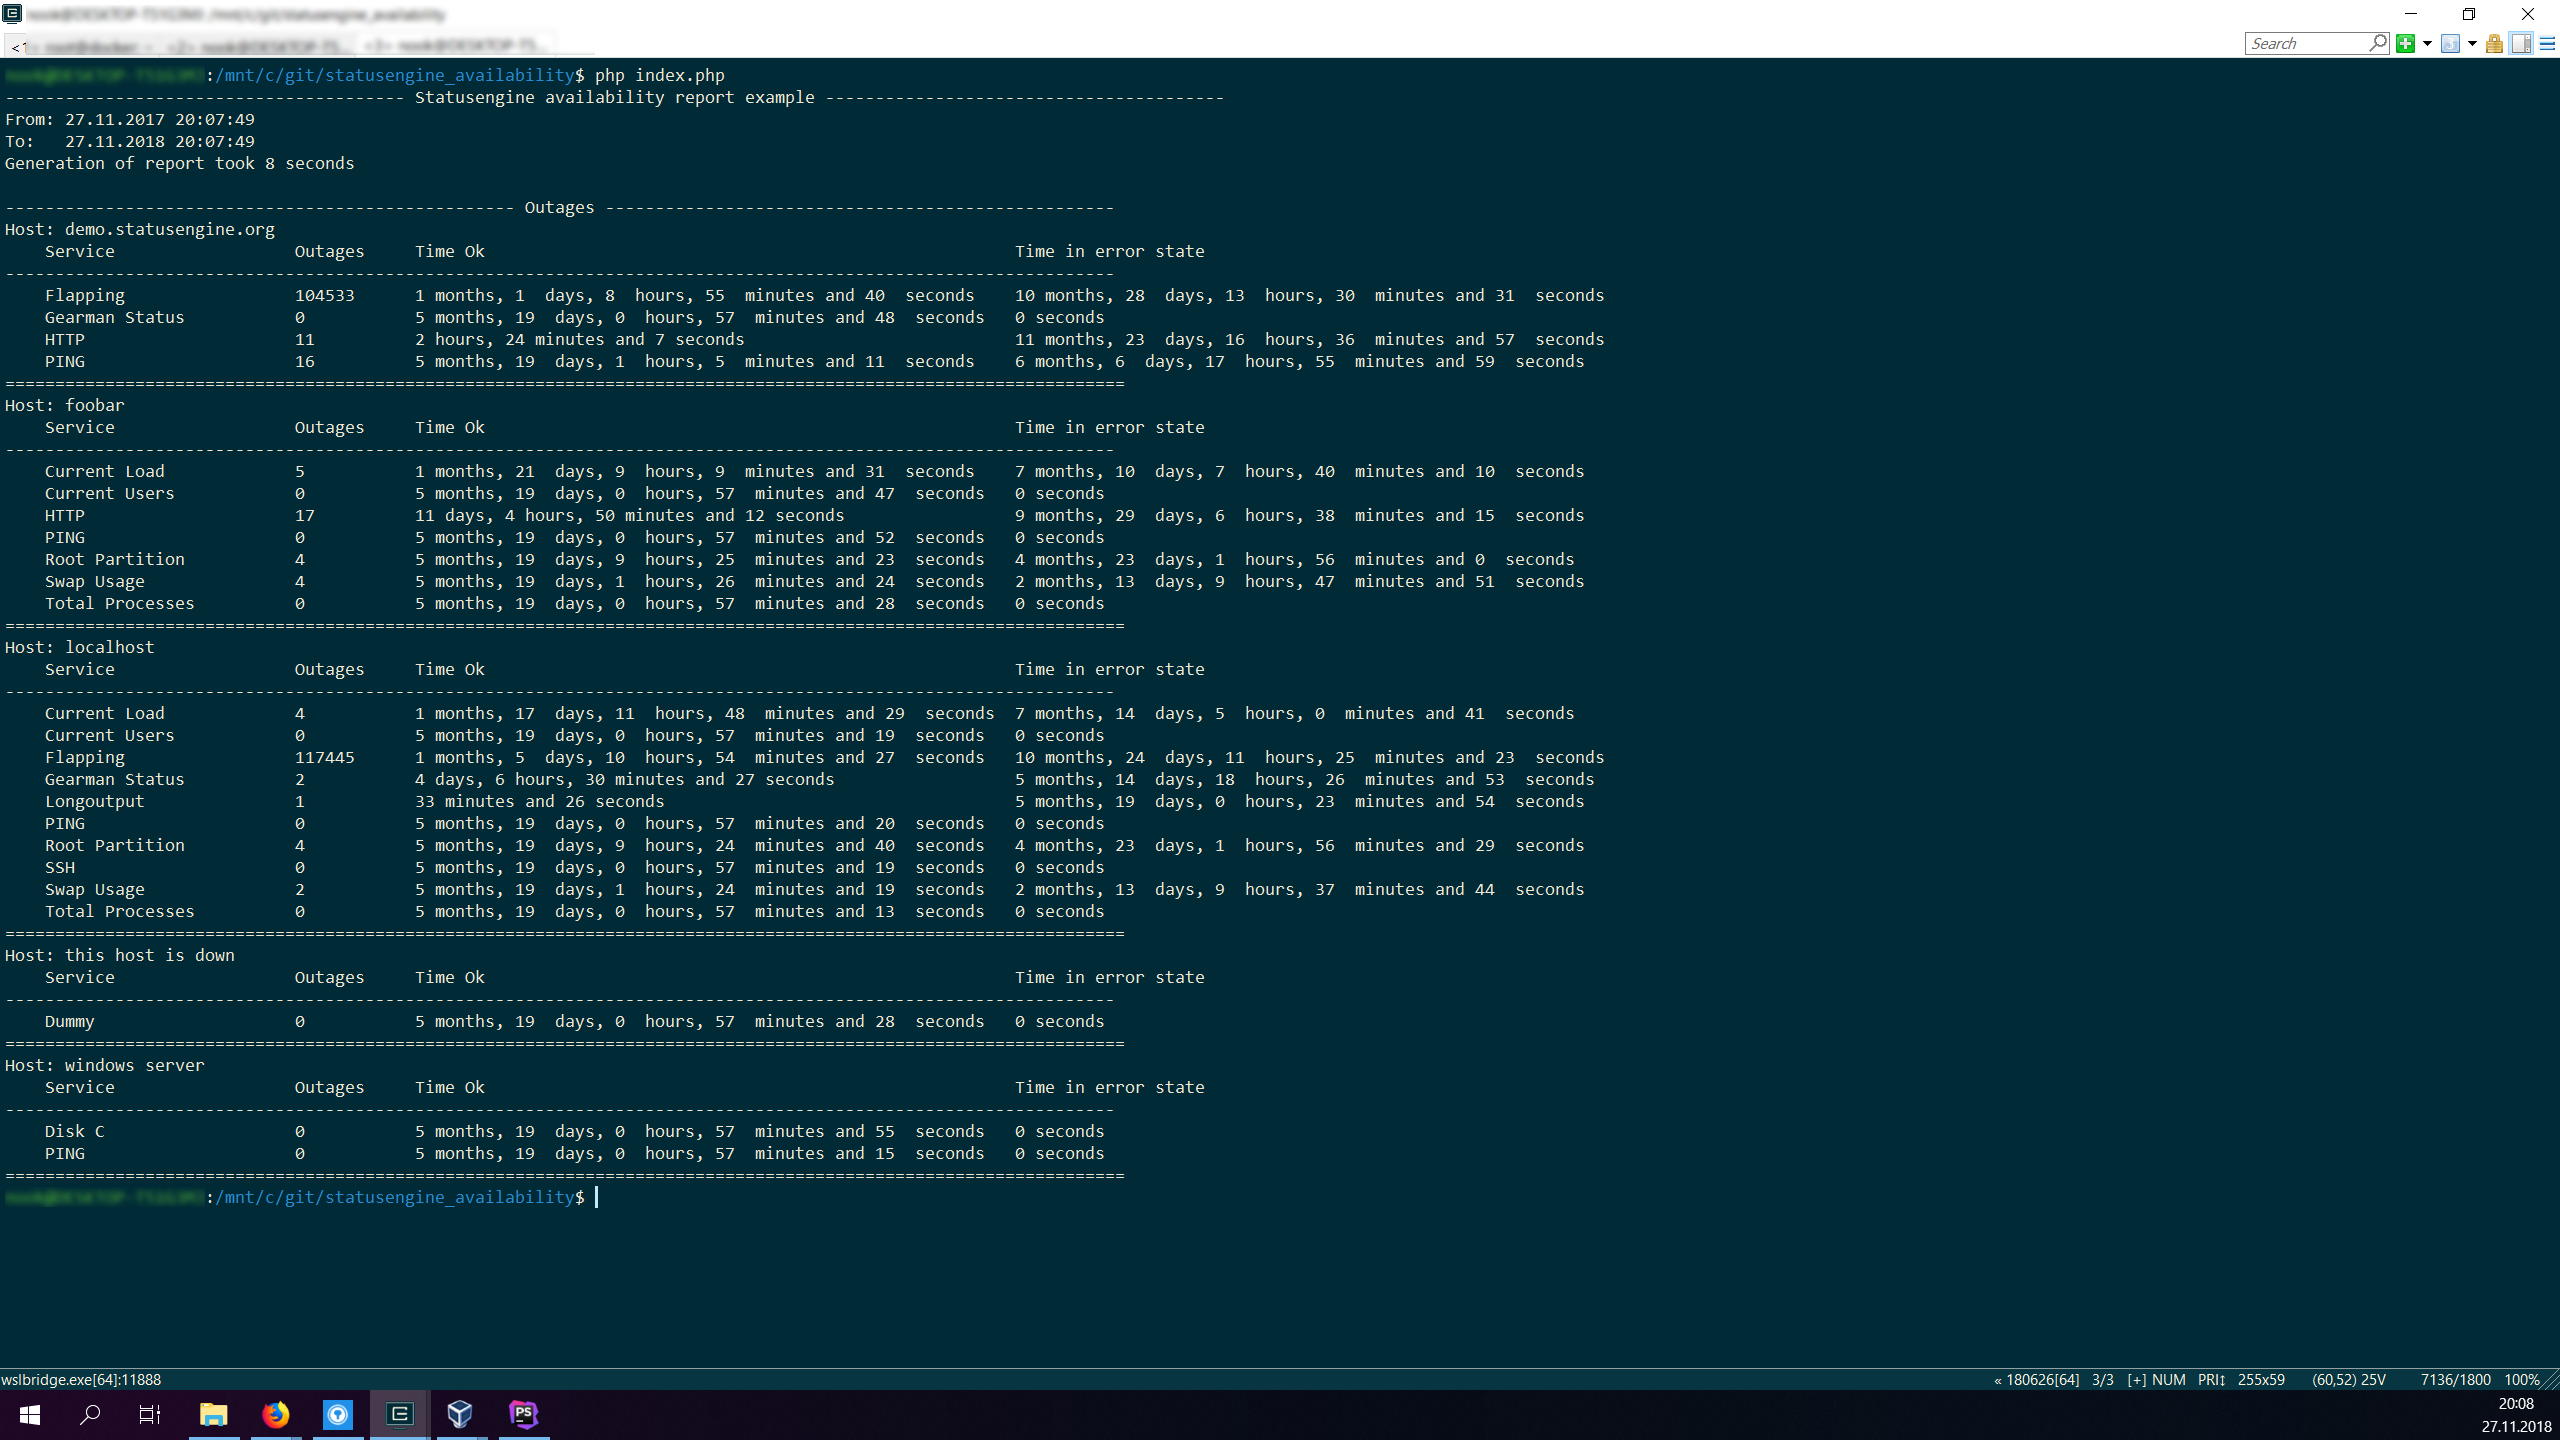 Search
:/mnt/c/git/statusengine_availability$ php index.php
---------------------------------------- Statusengine availability report example ----------------------------------------
From: 27.11.2017 20:07:49
To:   27.11.2018 20:07:49
Generation of report took 8 seconds
--------------------------------------------------- Outages ---------------------------------------------------
Host: demo.statusengine.org
    Service                  Outages     Time Ok                                                     Time in error state
---------------------------------------------------------------------------------------------------------------
    Flapping                 104533      1 months, 1  days, 8  hours, 55  minutes and 40  seconds    10 months, 28  days, 13  hours, 30  minutes and 31  seconds
    Gearman Status           0           5 months, 19  days, 0  hours, 57  minutes and 48  seconds   0 seconds
    HTTP                     11          2 hours, 24 minutes and 7 seconds                           11 months, 23  days, 16  hours, 36  minutes and 57  seconds
    PING                     16          5 months, 19  days, 1  hours, 5  minutes and 11  seconds    6 months, 6  days, 17  hours, 55  minutes and 59  seconds
================================================================================================================
Host: foobar
    Service                  Outages     Time Ok                                                     Time in error state
---------------------------------------------------------------------------------------------------------------
    Current Load             5           1 months, 21  days, 9  hours, 9  minutes and 31  seconds    7 months, 10  days, 7  hours, 40  minutes and 10  seconds
    Current Users            0           5 months, 19  days, 0  hours, 57  minutes and 47  seconds   0 seconds
    HTTP                     17          11 days, 4 hours, 50 minutes and 12 seconds                 9 months, 29  days, 6  hours, 38  minutes and 15  seconds
    PING                     0           5 months, 19  days, 0  hours, 57  minutes and 52  seconds   0 seconds
    Root Partition           4           5 months, 19  days, 9  hours, 25  minutes and 23  seconds   4 months, 23  days, 1  hours, 56  minutes and 0  seconds
    Swap Usage               4           5 months, 19  days, 1  hours, 26  minutes and 24  seconds   2 months, 13  days, 9  hours, 47  minutes and 51  seconds
    Total Processes          0           5 months, 19  days, 0  hours, 57  minutes and 28  seconds   0 seconds
================================================================================================================
Host: localhost
    Service                  Outages     Time Ok                                                     Time in error state
---------------------------------------------------------------------------------------------------------------
    Current Load             4           1 months, 17  days, 11  hours, 48  minutes and 29  seconds  7 months, 14  days, 5  hours, 0  minutes and 41  seconds
    Current Users            0           5 months, 19  days, 0  hours, 57  minutes and 19  seconds   0 seconds
    Flapping                 117445      1 months, 5  days, 10  hours, 54  minutes and 27  seconds   10 months, 24  days, 11  hours, 25  minutes and 23  seconds
    Gearman Status           2           4 days, 6 hours, 30 minutes and 27 seconds                  5 months, 14  days, 18  hours, 26  minutes and 53  seconds
    Longoutput               1           33 minutes and 26 seconds                                   5 months, 19  days, 0  hours, 23  minutes and 54  seconds
    PING                     0           5 months, 19  days, 0  hours, 57  minutes and 20  seconds   0 seconds
    Root Partition           4           5 months, 19  days, 9  hours, 24  minutes and 40  seconds   4 months, 23  days, 1  hours, 56  minutes and 29  seconds
    SSH                      0           5 months, 19  days, 0  hours, 57  minutes and 19  seconds   0 seconds
    Swap Usage               2           5 months, 19  days, 1  hours, 24  minutes and 19  seconds   2 months, 13  days, 9  hours, 37  minutes and 44  seconds
    Total Processes          0           5 months, 19  days, 0  hours, 57  minutes and 13  seconds   0 seconds
================================================================================================================
Host: this host is down
    Service                  Outages     Time Ok                                                     Time in error state
---------------------------------------------------------------------------------------------------------------
    Dummy                    0           5 months, 19  days, 0  hours, 57  minutes and 28  seconds   0 seconds
================================================================================================================
Host: windows server
    Service                  Outages     Time Ok                                                     Time in error state
---------------------------------------------------------------------------------------------------------------
    Disk C                   0           5 months, 19  days, 0  hours, 57  minutes and 55  seconds   0 seconds
    PING                     0           5 months, 19  days, 0  hours, 57  minutes and 15  seconds   0 seconds
================================================================================================================
:/mnt/c/git/statusengine_availability$
wslbridge.exe[64]:11888 « 180626[64] 3/3 [+] NUM PRI↕ 255x59 (60,52) 25V 7136/1800 100%
PS
20:08
27.11.2018